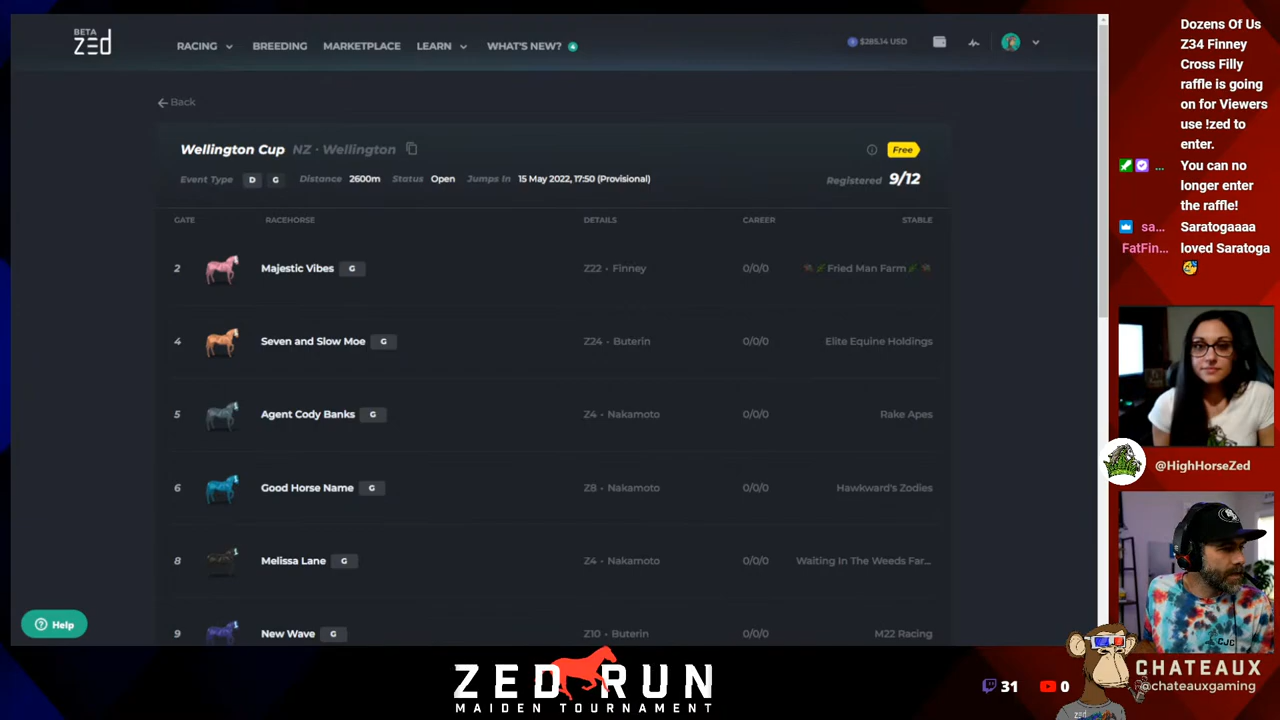 BETA
zed
RACING
BREEDING
MARKETPLACE
LEARN
WHAT'S NEW?
$285.14 USD
Back
Wellington Cup NZ · Wellington
Free
Event Type D G Distance 2600m Status Open Jumps In 15 May 2022, 17:50 (Provisional)
Registered 9/12
GATE RACEHORSE DETAILS CAREER STABLE
2 Majestic Vibes G Z22 · Finney 0/0/0 Fried Man Farm
4 Seven and Slow Moe G Z24 · Buterin 0/0/0 Elite Equine Holdings
5 Agent Cody Banks G Z4 · Nakamoto 0/0/0 Rake Apes
6 Good Horse Name G Z8 · Nakamoto 0/0/0 Hawkward's Zodies
8 Melissa Lane G Z4 · Nakamoto 0/0/0 Waiting In The Weeds Far...
9 New Wave G Z10 · Buterin 0/0/0 M22 Racing
Help
Dozens Of Us
Z34 Finney
Cross Filly
raffle is going
on for Viewers
use !zed to
enter.
... You can no
longer enter
the raffle!
sa... Saratogaaaa
FatFin... loved Saratoga
@HighHorseZed
CJC
ZED RUN
MAIDEN TOURNAMENT
31
0
CHATEAUX
@chateauxgaming